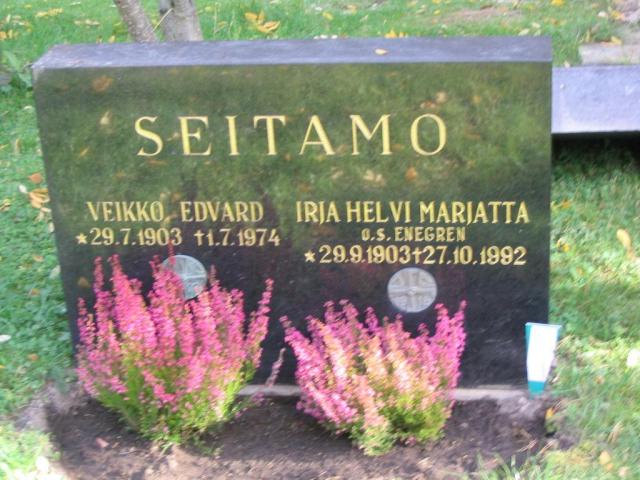 SEITAMO
VEIKKO EDVARD
*29.7.1903 †1.7.1974
IRJA HELVI MARJATTA
O.S. ENEGREN
*29.9.1903 †27.10.1992